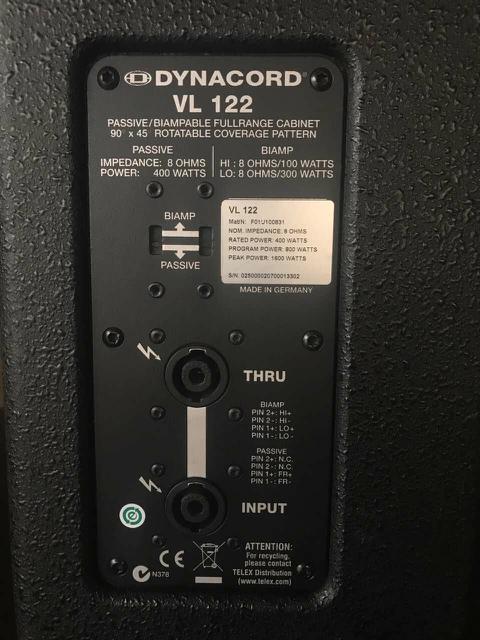 DYNACORD®
VL 122
PASSIVE/BIAMPABLE FULLRANGE CABINET
90° x 45° ROTATABLE COVERAGE PATTERN
PASSIVE
IMPEDANCE: 8 OHMS
POWER: 400 WATTS
BIAMP
HI : 8 OHMS/100 WATTS
LO: 8 OHMS/300 WATTS
BIAMP
PASSIVE
VL 122
Mat/N: F01U100831
NOM. IMPEDANCE: 8 OHMS
RATED POWER: 400 WATTS
PROGRAM POWER: 800 WATTS
PEAK POWER: 1600 WATTS
S/N: 025000020700013302
MADE IN GERMANY
THRU
BIAMP
PIN 2+: HI+
PIN 2-: HI-
PIN 1+: LO+
PIN 1-: LO-
PASSIVE
PIN 2+: N.C.
PIN 2-: N.C.
PIN 1+: FR+
PIN 1-: FR-
INPUT
CE
N378
ATTENTION:
For recycling,
please contact
TELEX Distribution
(www.telex.com)